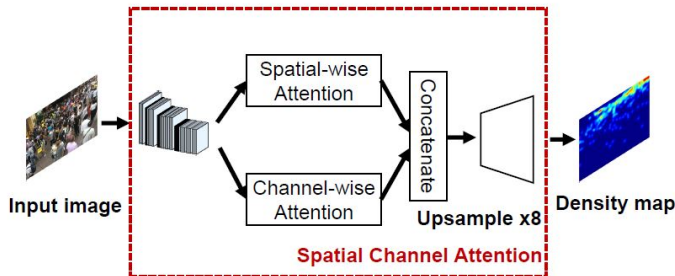 Spatial-wise
Attention
Concatenate
Channel-wise
Attention
Input image
Upsample x8
Density map
Spatial Channel Attention